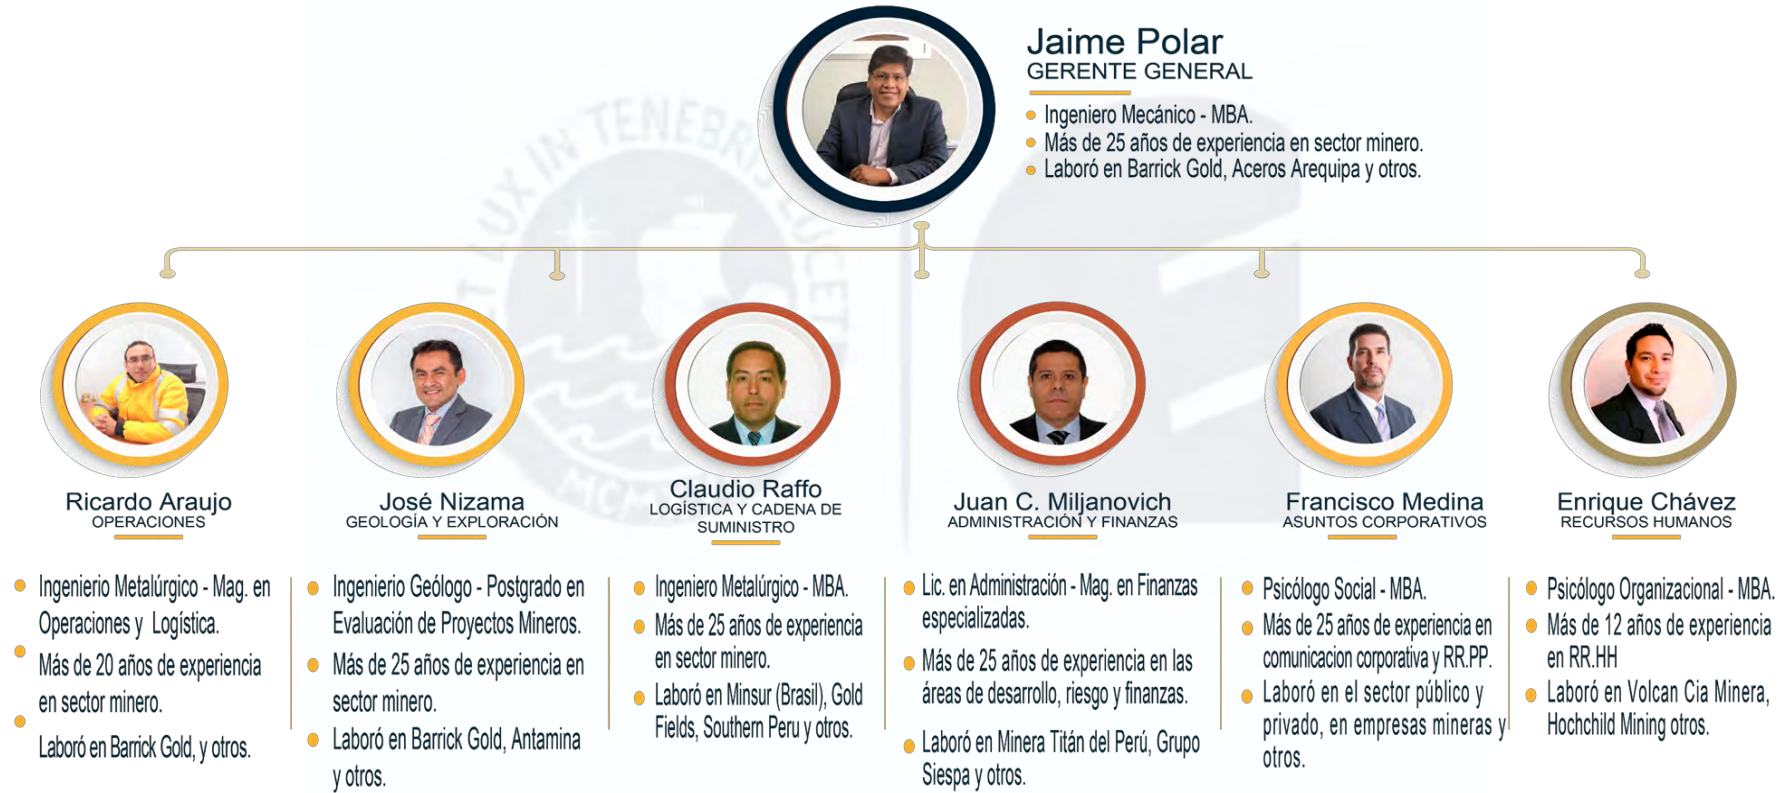 Jaime Polar
GERENTE GENERAL
Ingeniero Mecánico - MBA.
Más de 25 años de experiencia en sector minero.
Laboró en Barrick Gold, Aceros Arequipa y otros.
ET LUX IN TENEBRIS LUCET
Ricardo Araujo
OPERACIONES
Ingenierio Metalúrgico - Mag. en
Operaciones y Logística.
Más de 20 años de experiencia
en sector minero.
Laboró en Barrick Gold, y otros.
José Nizama
GEOLOGÍA Y EXPLORACIÓN
Ingenierio Geólogo - Postgrado en
Evaluación de Proyectos Mineros.
Más de 25 años de experiencia en
sector minero.
Laboró en Barrick Gold, Antamina
y otros.
Claudio Raffo
LOGÍSTICA Y CADENA DE
SUMINISTRO
Ingeniero Metalúrgico - MBA.
Más de 25 años de experiencia
en sector minero.
Laboró en Minsur (Brasil), Gold
Fields, Southern Peru y otros.
Juan C. Miljanovich
ADMINISTRACIÓN Y FINANZAS
Lic. en Administración - Mag. en Finanzas
especializadas.
Más de 25 años de experiencia en las
áreas de desarrollo, riesgo y finanzas.
Laboró en Minera Titán del Perú, Grupo
Siespa y otros.
Francisco Medina
ASUNTOS CORPORATIVOS
Psicólogo Social - MBA.
Más de 25 años de experiencia en
comunicacion corporativa y RR.PP.
Laboró en el sector público y
privado, en empresas mineras y
otros.
Enrique Chávez
RECURSOS HUMANOS
Psicólogo Organizacional - MBA.
Más de 12 años de experiencia
en RR.HH
Laboró en Volcan Cia Minera,
Hochchild Mining otros.